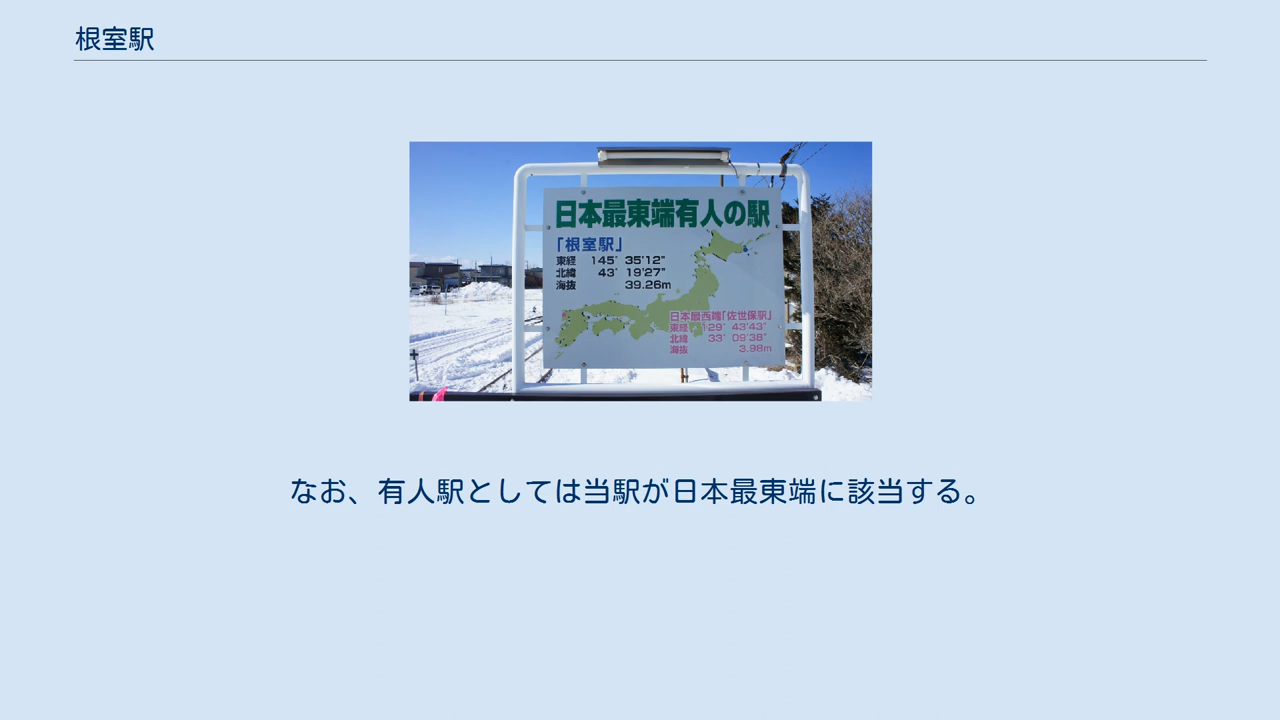 根室駅
日本最東端有人の駅
「根室駅」
東経 145° 35'12"
北緯 43° 19'27"
海抜 39.26m
日本最西端「佐世保駅」
東経 129° 43'43"
北緯 33° 09'38"
海抜 3.98m
なお、有人駅としては当駅が日本最東端に該当する。